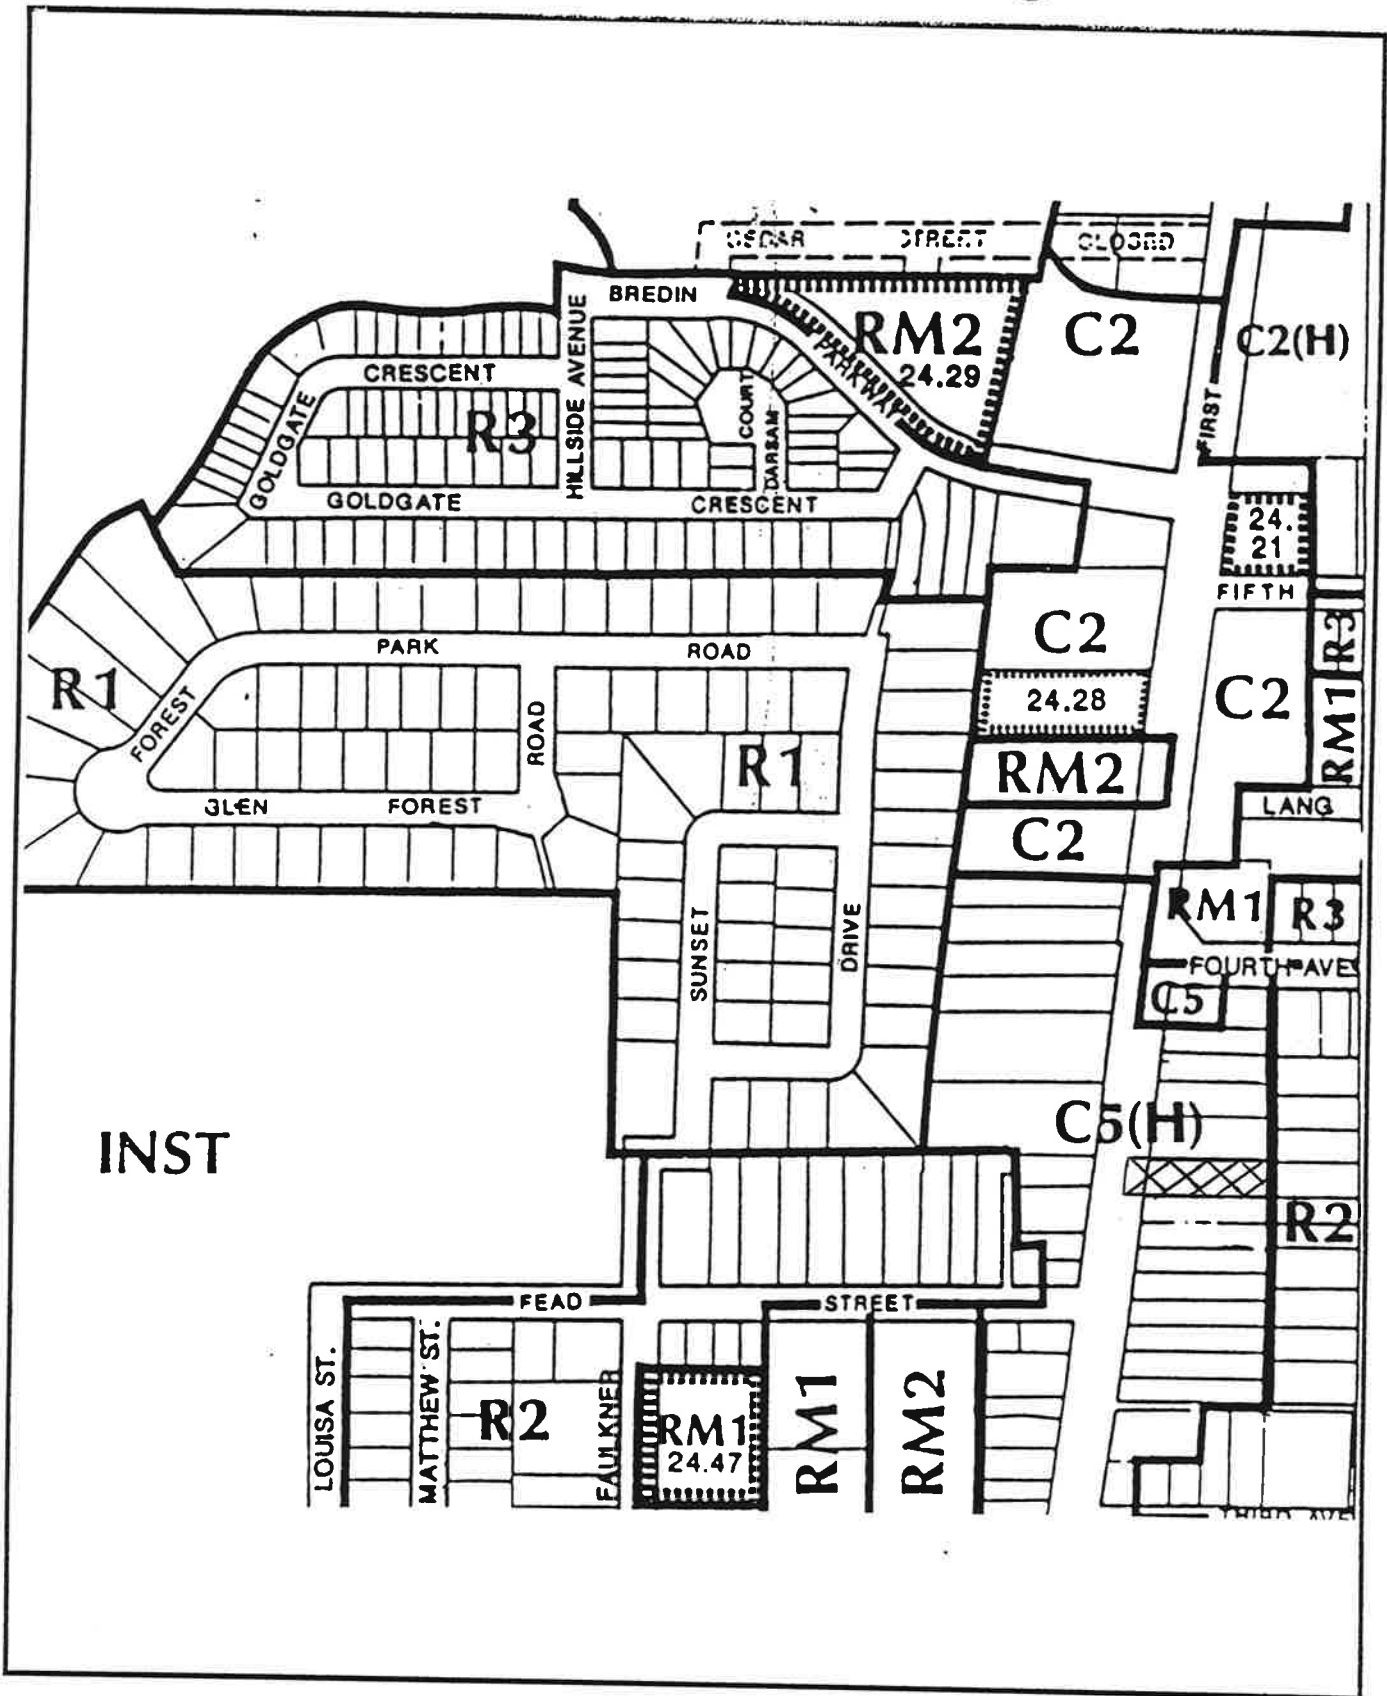 CEDAR STREET CLOSED
BREDIN
PARKWAY
RM2
24.29
C2
C2(H)
FIRST
CRESCENT
HILLSIDE AVENUE
GOLDGATE
R3
COURT
DARSAM
GOLDGATE
CRESCENT
24.
21
FIFTH
C2
R3
PARK
ROAD
R1
FOREST
ROAD
24.28
C2
RM1
R1
RM2
GLEN
FOREST
LANG
C2
RM1
R3
SUNSET
DRIVE
FOURTH AVE
C5
C5(H)
INST
R2
FEAD
STREET
LOUISA ST.
MATTHEW ST.
R2
FAULKNER
RM1
24.47
RM1
RM2
THIRD AVE